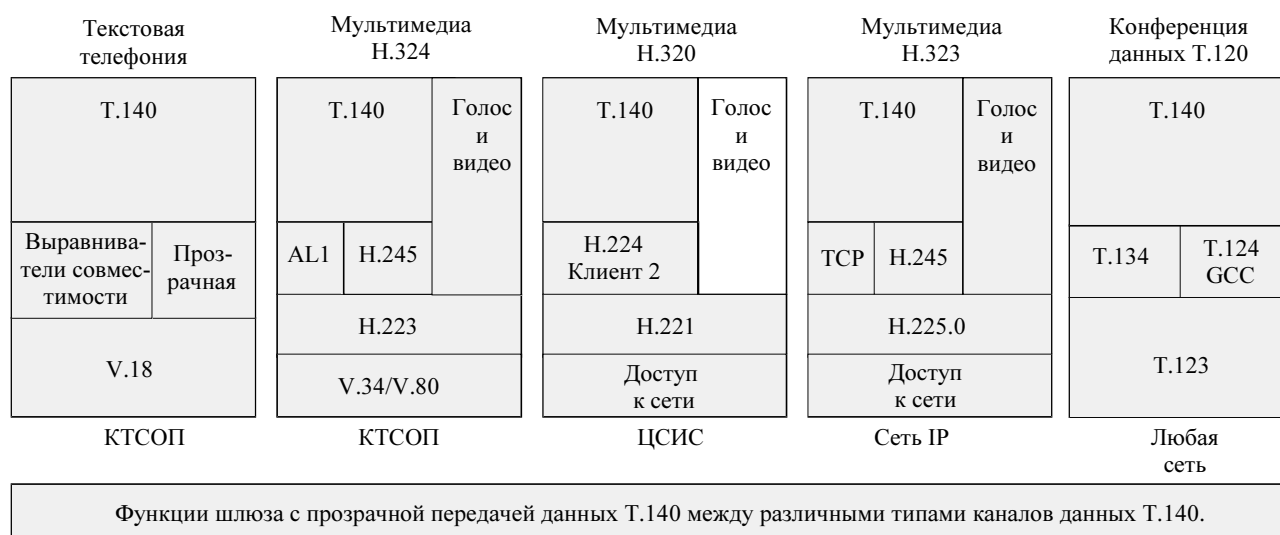 Текстовая
телефония
Мультимедиа
H.324
Мультимедиа
H.320
Мультимедиа
H.323
Конференция
данных T.120
T.140
T.140
Голос
и
видео
T.140
Голос
и
видео
T.140
Голос
и
видео
T.140
Выравнива-
тели совмес-
тимости
Проз-
рачная
AL1
H.245
H.224
Клиент 2
TCP
H.245
T.134
T.124
GCC
V.18
H.223
V.34/V.80
H.221
Доступ
к сети
H.225.0
Доступ
к сети
T.123
КТСОП
КТСОП
ЦСИС
Сеть IP
Любая
сеть
Функции шлюза с прозрачной передачей данных T.140 между различными типами каналов данных T.140.